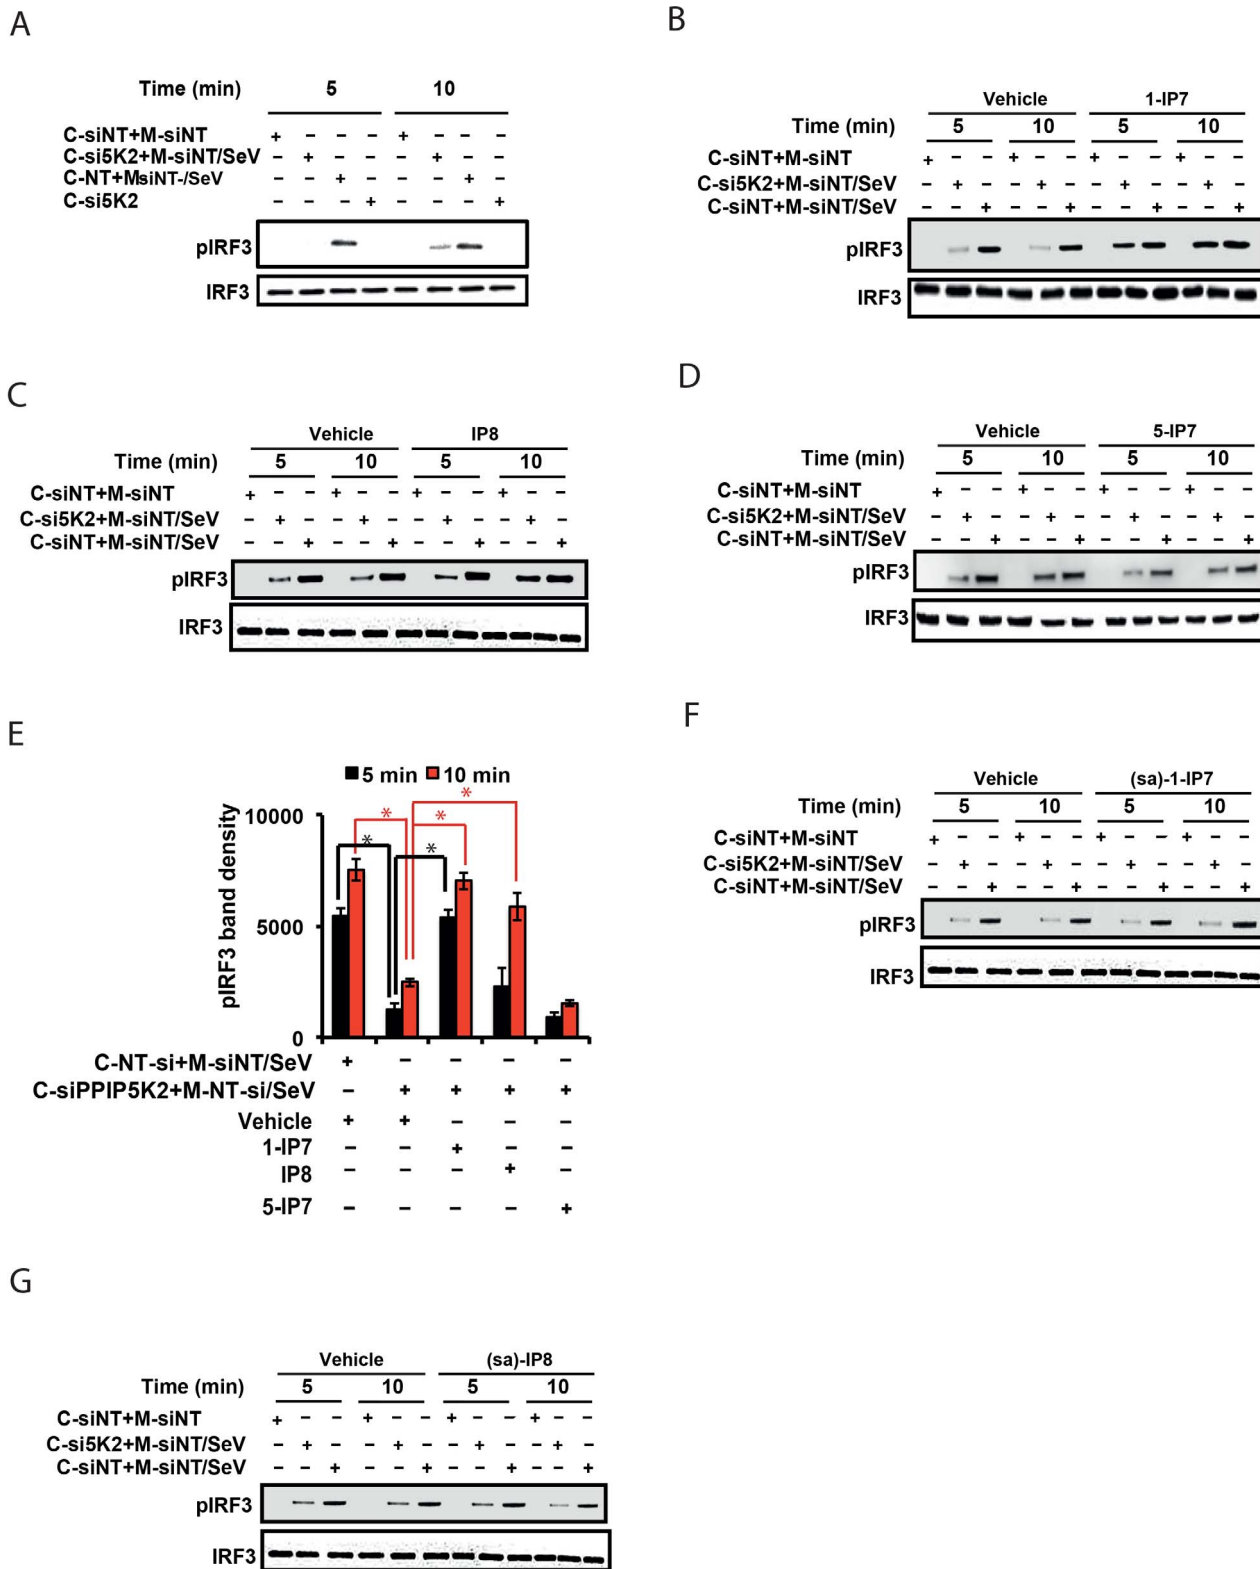 A
Time (min) 5 10
C-siNT+M-siNT + – – – + – – –
C-si5K2+M-siNT/SeV – + – – – + – –
C-NT+MsiNT-/SeV – – + – – – + –
C-si5K2 – – – + – – – +
pIRF3
IRF3
B
Vehicle 1-IP7
Time (min) 5 10 5 10
C-siNT+M-siNT + – – + – – + – – + – –
C-si5K2+M-siNT/SeV – + – – + – – + – – + –
C-siNT+M-siNT/SeV – – + – – + – – + – – +
pIRF3
IRF3
C
Vehicle IP8
Time (min) 5 10 5 10
C-siNT+M-siNT + – – + – – + – – + – –
C-si5K2+M-siNT/SeV – + – – + – – + – – + –
C-siNT+M-siNT/SeV – – + – – + – – + – – +
pIRF3
IRF3
D
Vehicle 5-IP7
Time (min) 5 10 5 10
C-siNT+M-siNT + – – + – – + – – + – –
C-si5K2+M-siNT/SeV – + – – + – – + – – + –
C-siNT+M-siNT/SeV – – + – – + – – + – – +
pIRF3
IRF3
E
5 min 10 min
pIRF3 band density
10000
5000
0
* * * * *
C-NT-si+M-siNT/SeV + – – – –
C-siPPIP5K2+M-NT-si/SeV – + + + +
Vehicle + + – – –
1-IP7 – – + – –
IP8 – – – + –
5-IP7 – – – – +
F
Vehicle (sa)-1-IP7
Time (min) 5 10 5 10
C-siNT+M-siNT + – – + – – + – – + – –
C-si5K2+M-siNT/SeV – + – – + – – + – – + –
C-siNT+M-siNT/SeV – – + – – + – – + – – +
pIRF3
IRF3
G
Vehicle (sa)-IP8
Time (min) 5 10 5 10
C-siNT+M-siNT + – – + – – + – – + – –
C-si5K2+M-siNT/SeV – + – – + – – + – – + –
C-siNT+M-siNT/SeV – – + – – + – – + – – +
pIRF3
IRF3